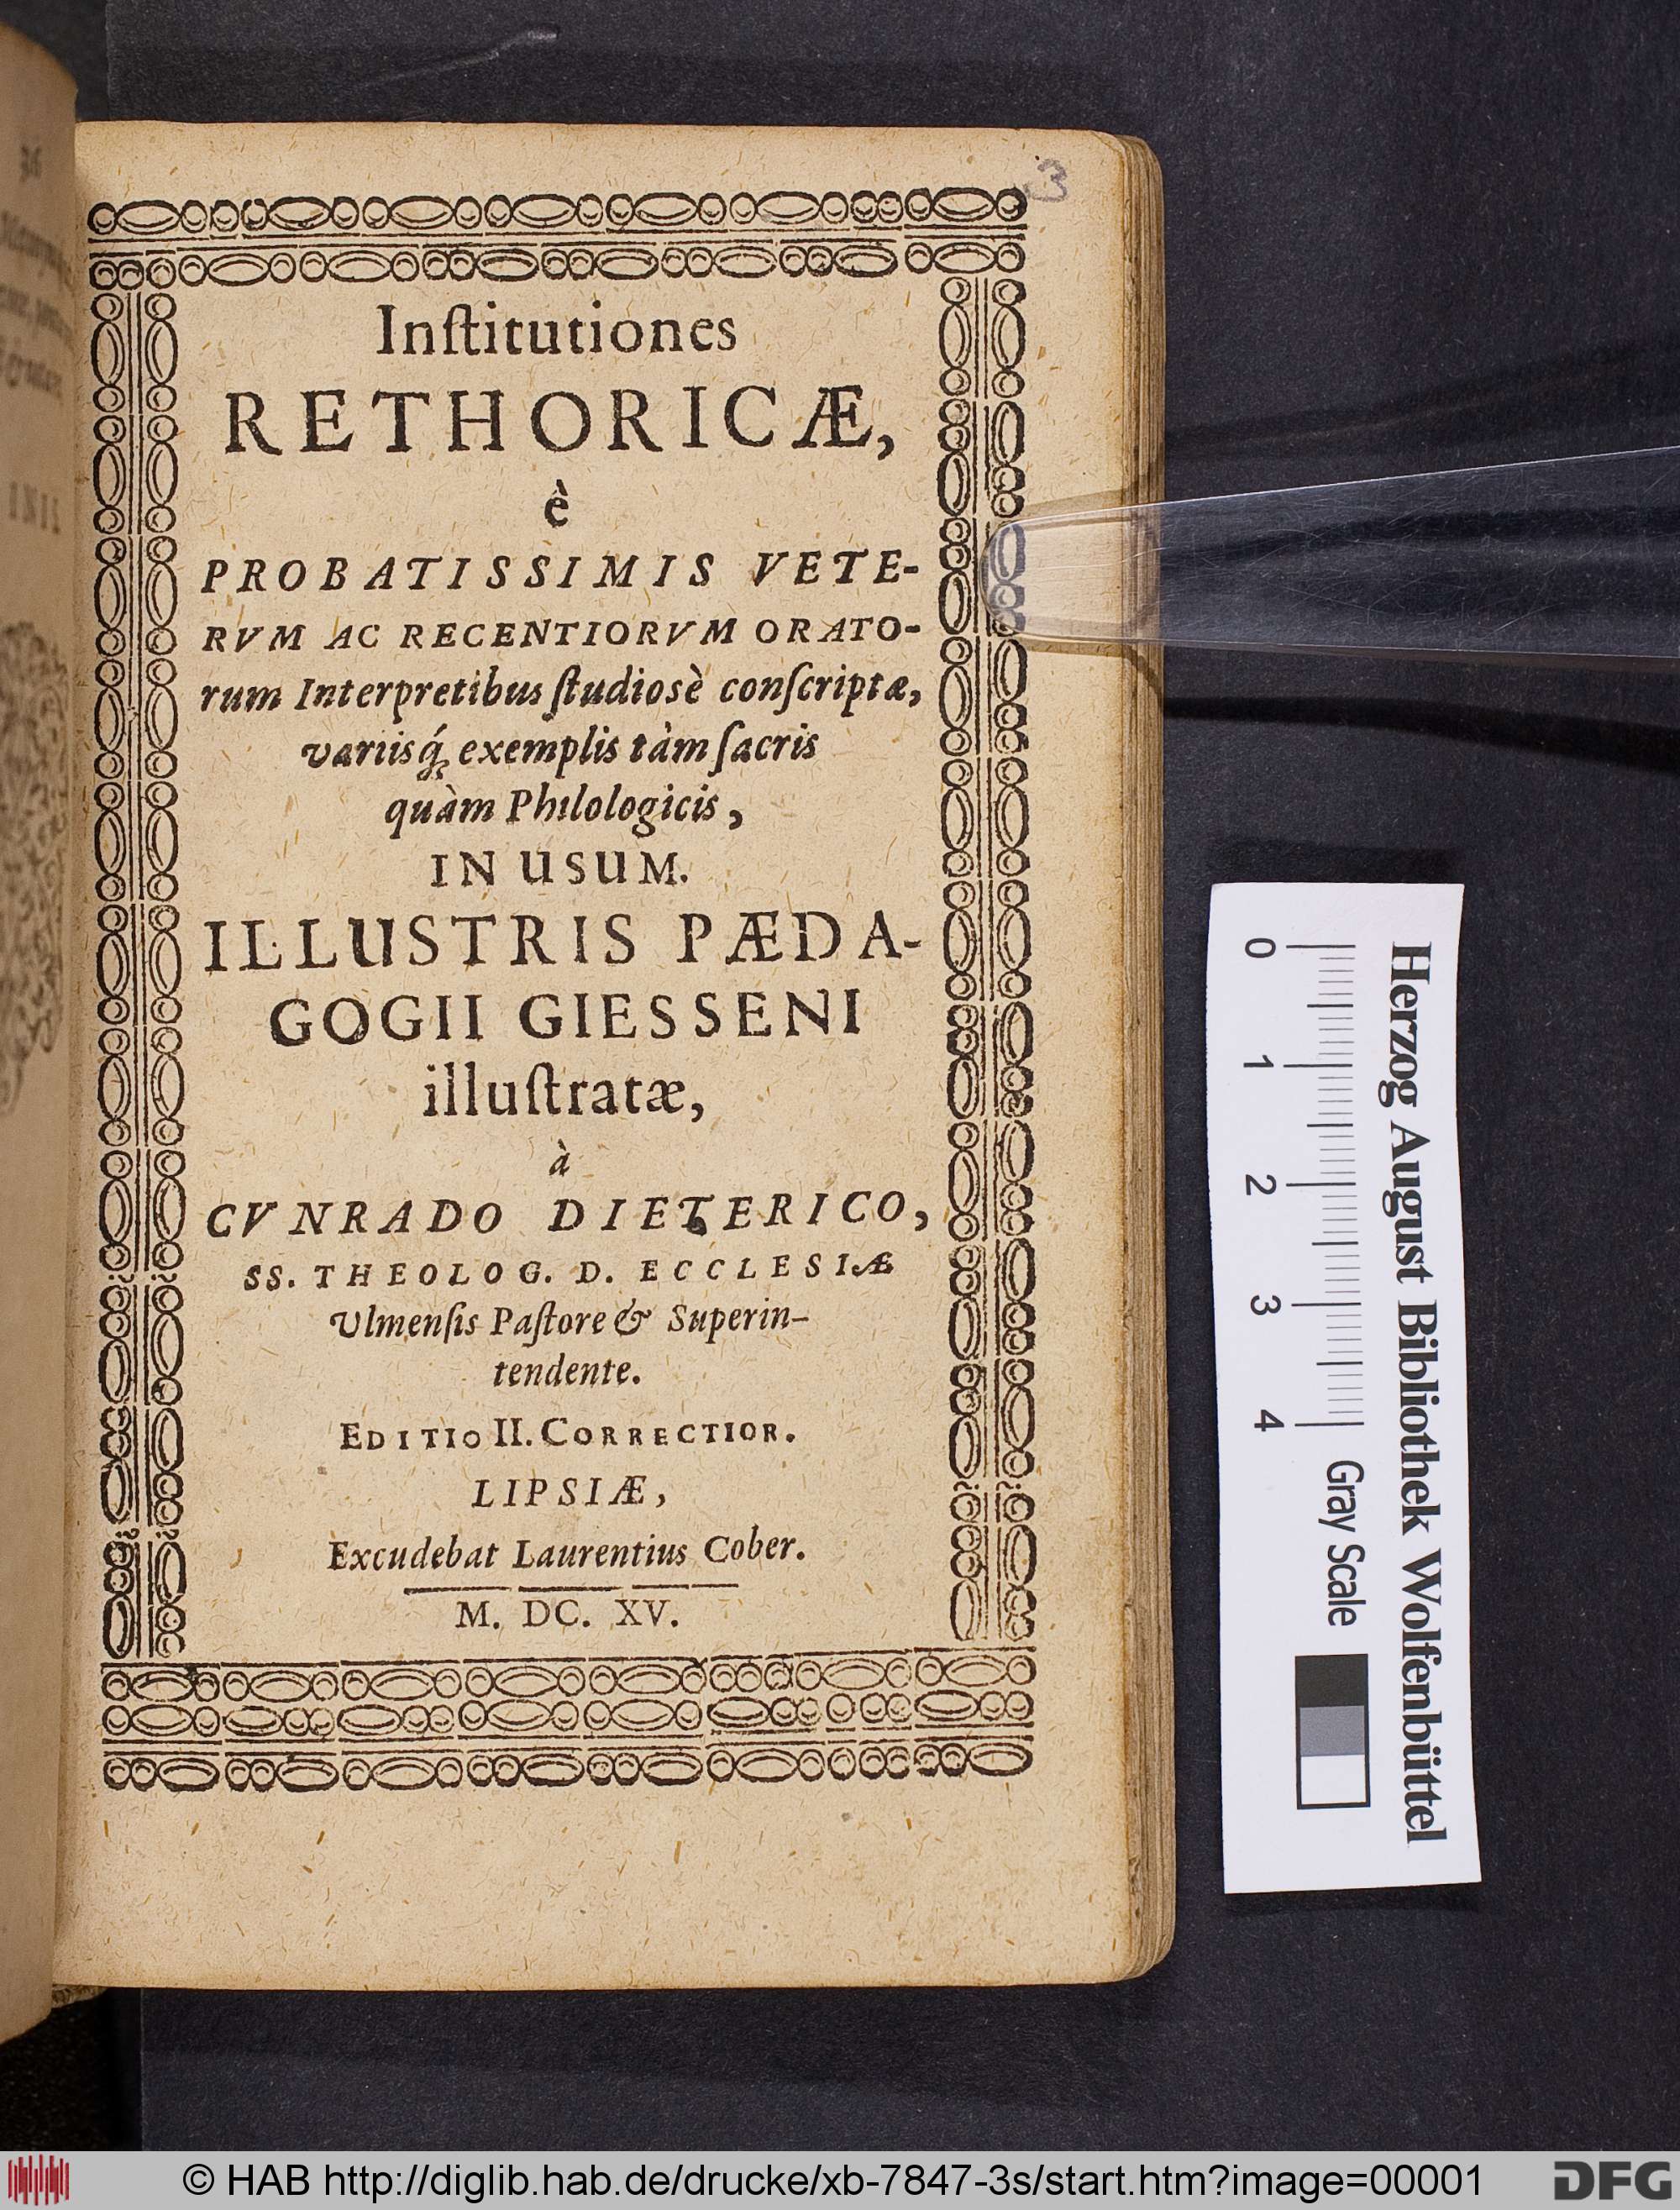 3
Inſtitutiones
RETHORICÆ,
è
PROBATISSIMIS VETE-
RVM AC RECENTIORVM ORATO-
rum Interpretibus ſtudiosè conſcriptæ,
variisq́; exemplis tàm ſacris
quàm Philologicis,
IN USUM.
ILLUSTRIS PÆDA-
GOGII GIESSENI
illuſtratæ,
à
CVNRADO DIETERICO,
SS. THEOLOG. D. ECCLESIÆ
Vlmenſis Paſtore & Superin-
tendente.
EDITIO II. CORRECTIOR.
LIPSIÆ,
Excudebat Laurentius Cober.
M. DC. XV.
Herzog August Bibliothek Wolfenbüttel
0 1 2 3 4 Gray Scale
© HAB http://diglib.hab.de/drucke/xb-7847-3s/start.htm?image=00001
DFG